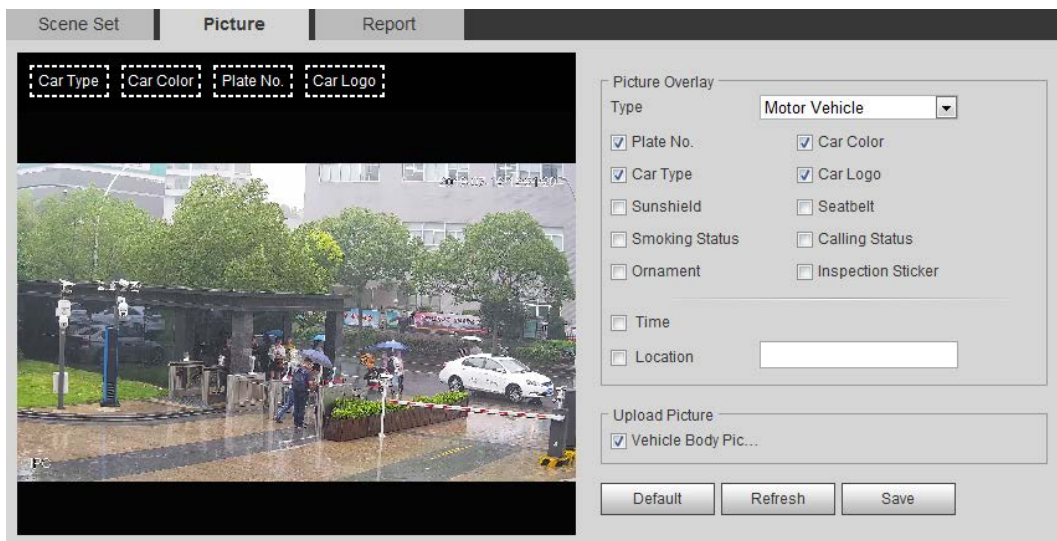 Scene Set Picture Report
Car Type Car Color Plate No. Car Logo
IPC
Picture Overlay
Type Motor Vehicle
Plate No. Car Color
Car Type Car Logo
Sunshield Seatbelt
Smoking Status Calling Status
Ornament Inspection Sticker
Time
Location
Upload Picture
Vehicle Body Pic...
Default Refresh Save